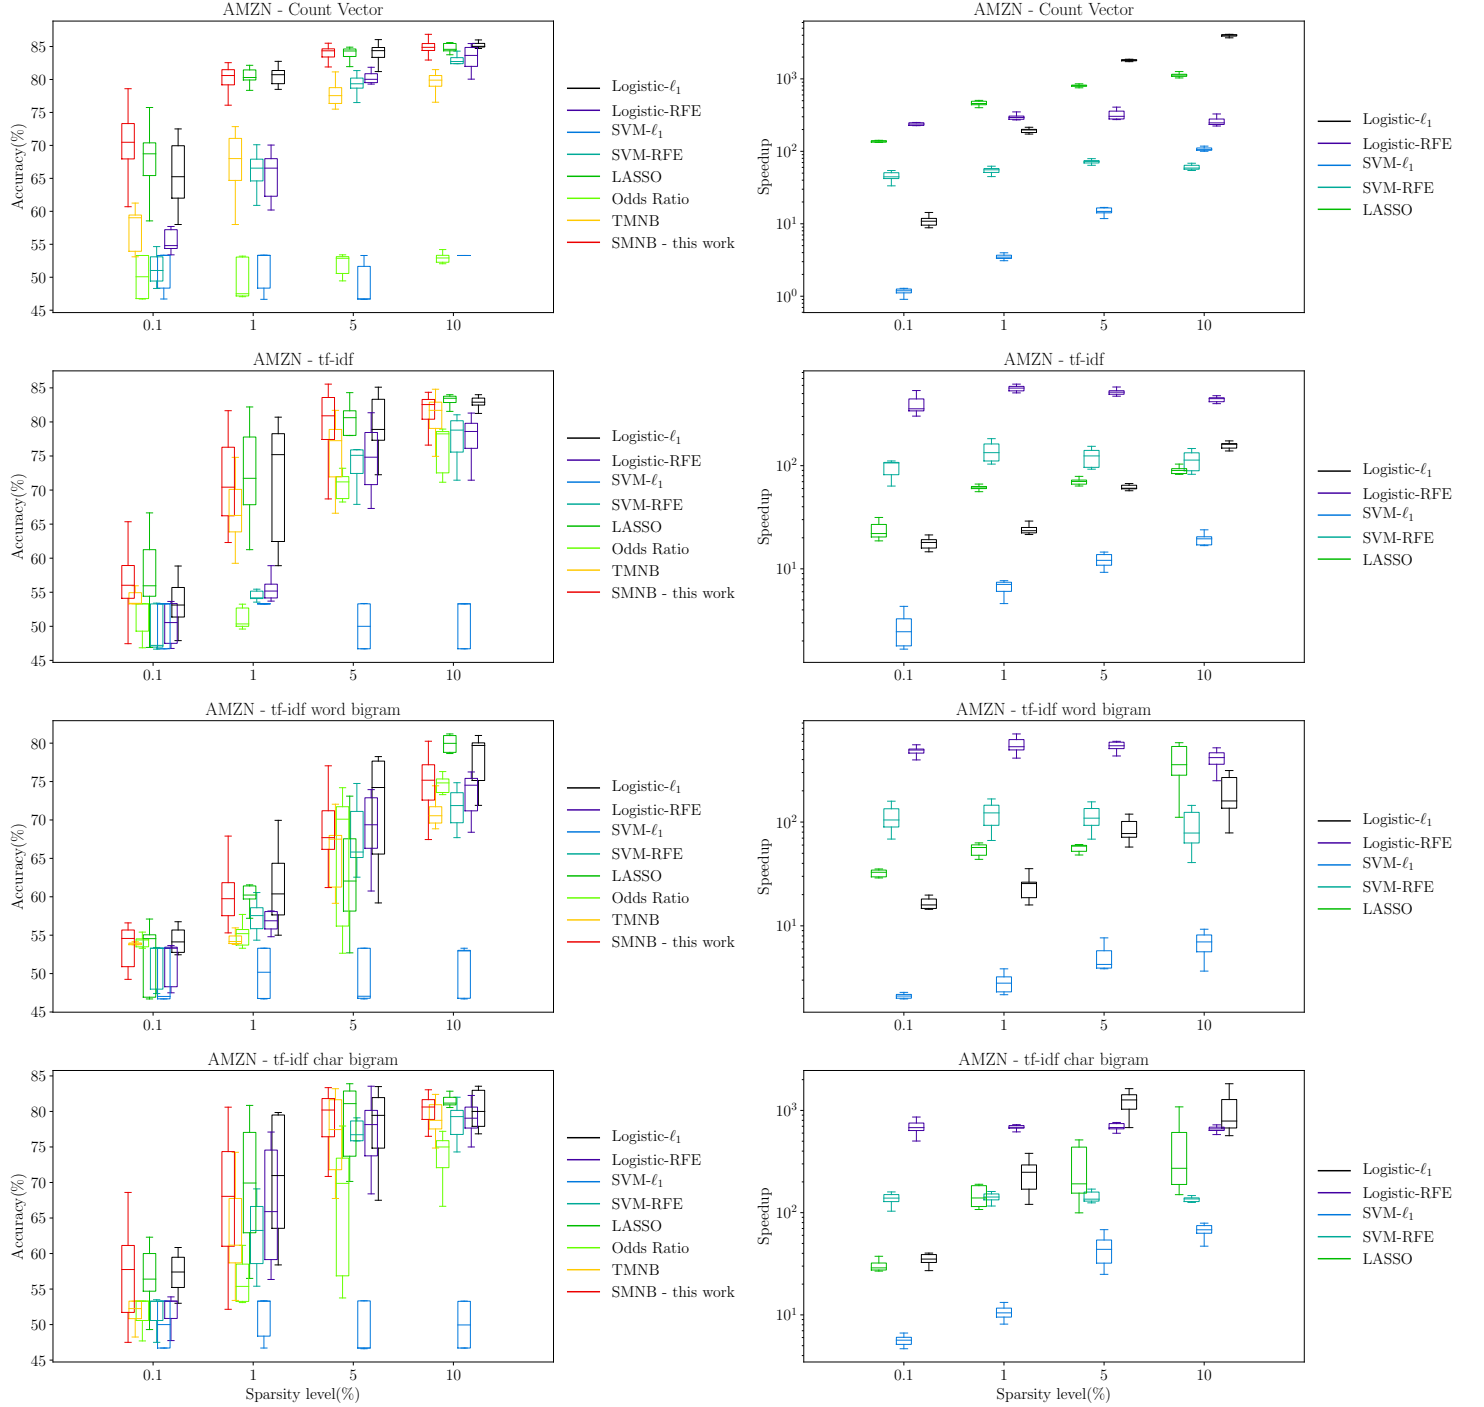 AMZN - Count Vector
Accuracy(%)
85
80
75
70
65
60
55
50
45
0.1 1 5 10
Logistic-ℓ₁
Logistic-RFE
SVM-ℓ₁
SVM-RFE
LASSO
Odds Ratio
TMNB
SMNB - this work
AMZN - Count Vector
Speedup
10³
10²
10¹
10⁰
0.1 1 5 10
Logistic-ℓ₁
Logistic-RFE
SVM-ℓ₁
SVM-RFE
LASSO
AMZN - tf-idf
Accuracy(%)
85
80
75
70
65
60
55
50
45
0.1 1 5 10
Logistic-ℓ₁
Logistic-RFE
SVM-ℓ₁
SVM-RFE
LASSO
Odds Ratio
TMNB
SMNB - this work
AMZN - tf-idf
Speedup
10²
10¹
0.1 1 5 10
Logistic-ℓ₁
Logistic-RFE
SVM-ℓ₁
SVM-RFE
LASSO
AMZN - tf-idf word bigram
Accuracy(%)
80
75
70
65
60
55
50
45
0.1 1 5 10
Logistic-ℓ₁
Logistic-RFE
SVM-ℓ₁
SVM-RFE
LASSO
Odds Ratio
TMNB
SMNB - this work
AMZN - tf-idf word bigram
Speedup
10²
10¹
0.1 1 5 10
Logistic-ℓ₁
Logistic-RFE
SVM-ℓ₁
SVM-RFE
LASSO
AMZN - tf-idf char bigram
Accuracy(%)
85
80
75
70
65
60
55
50
45
0.1 1 5 10
Sparsity level(%)
Logistic-ℓ₁
Logistic-RFE
SVM-ℓ₁
SVM-RFE
LASSO
Odds Ratio
TMNB
SMNB - this work
AMZN - tf-idf char bigram
Speedup
10³
10²
10¹
0.1 1 5 10
Sparsity level(%)
Logistic-ℓ₁
Logistic-RFE
SVM-ℓ₁
SVM-RFE
LASSO